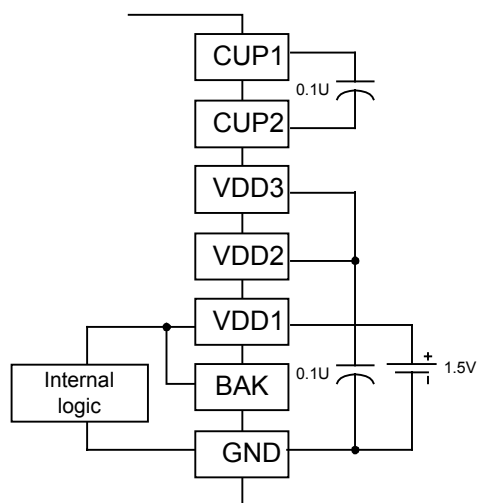 CUP1
0.1U
CUP2
VDD3
VDD2
VDD1
+
Internal
logic
BAK
0.1U
1.5V
-
GND